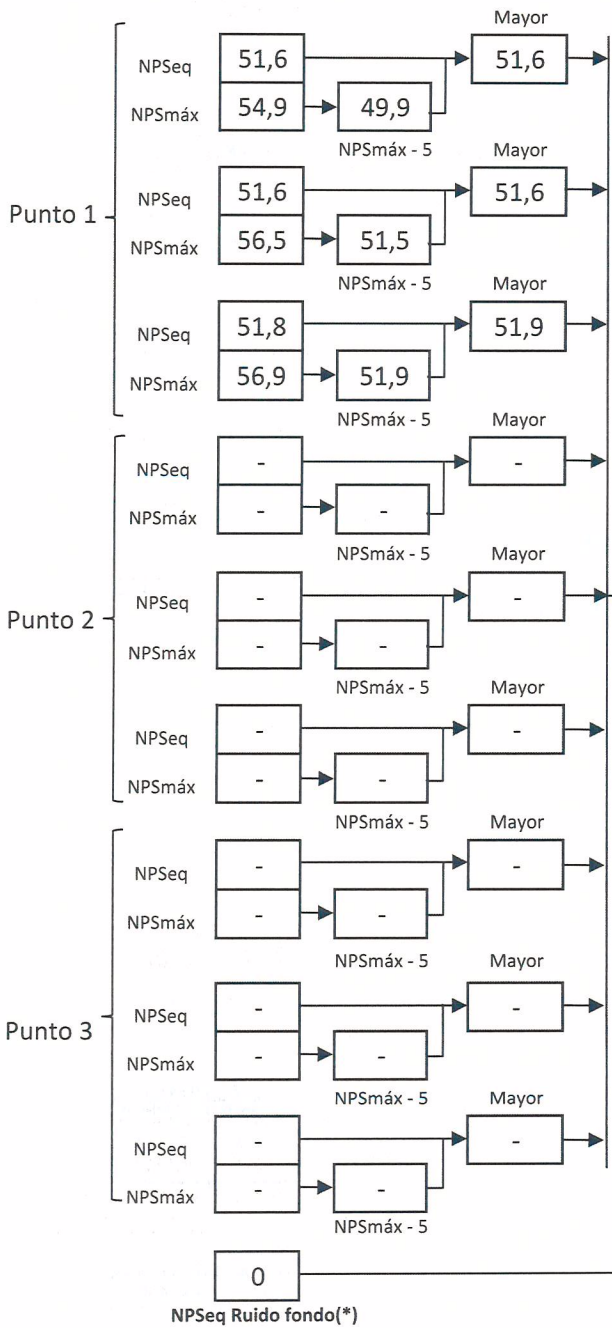 Mayor
NPSeq 51,6 51,6
NPSmáx 54,9 49,9
NPSmáx - 5
Mayor
NPSeq 51,6 51,6
Punto 1
NPSmáx 56,5 51,5
NPSmáx - 5
Mayor
NPSeq 51,8 51,9
NPSmáx 56,9 51,9
NPSmáx - 5
Mayor
NPSeq - -
NPSmáx - -
NPSmáx - 5
Mayor
NPSeq - -
Punto 2
NPSmáx - -
NPSmáx - 5
Mayor
NPSeq - -
NPSmáx - -
NPSmáx - 5
Mayor
NPSeq - -
NPSmáx - -
NPSmáx - 5
Mayor
NPSeq - -
Punto 3
NPSmáx - -
NPSmáx - 5
Mayor
NPSeq - -
NPSmáx - -
NPSmáx - 5
0
NPSeq Ruido fondo(*)